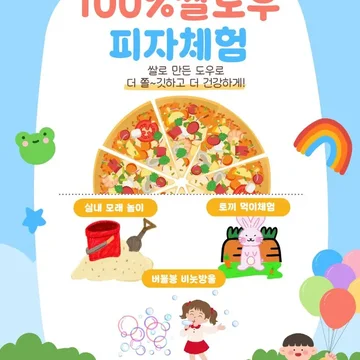 100%쌀도우
피자체험
쌀로 만든 도우로
더 쫄~깃하고 더 건강하게!
실내 모래 놀이
토끼 먹이체험
버블봉 비눗방울